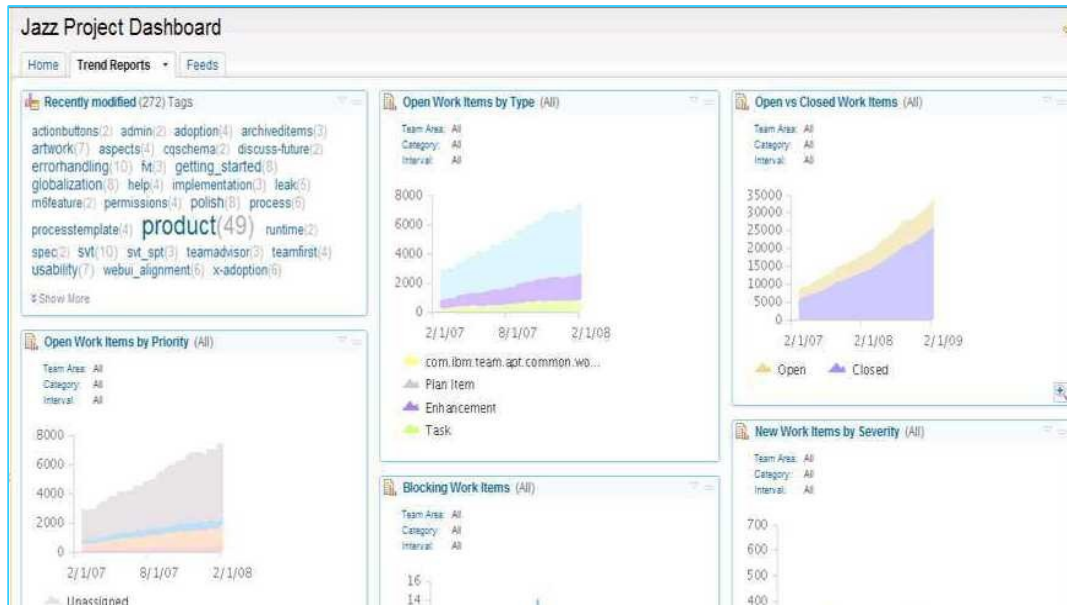 Jazz Project Dashboard
Home Trend Reports Feeds
Recently modified (272) Tags
actionbuttons(2) admin(2) adoption(4) archiveditems(3)
artwork(7) aspects(4) cqschema(2) discuss-future(2)
errorhandling(10) fvt(3) getting_started(8)
globalization(8) help(4) implementation(3) leak(5)
m6feature(2) permissions(4) polish(8) process(6)
processtemplate(4) product(49) runtime(2)
spec(2) svt(10) svt_spt(3) teamadvisor(3) teamfirst(4)
usability(7) webui_alignment(6) x-adoption(6)
Show More
Open Work Items by Priority (All)
Team Area: All
Category: All
Interval: All
8000
6000
4000
2000
0
2/1/07 8/1/07 2/1/08
Unassigned
Open Work Items by Type (All)
Team Area: All
Category: All
Interval: All
8000
6000
4000
2000
0
2/1/07 8/1/07 2/1/08
com.ibm.team.apt.common.wo...
Plan Item
Enhancement
Task
Blocking Work Items (All)
Team Area: All
Category: All
Interval: All
16
14
Open vs Closed Work Items (All)
Team Area: All
Category: All
Interval: All
35000
30000
25000
20000
15000
10000
5000
0
2/1/07 2/1/08 2/1/09
Open Closed
New Work Items by Severity (All)
Team Area: All
Category: All
Interval: All
700
600
500
400